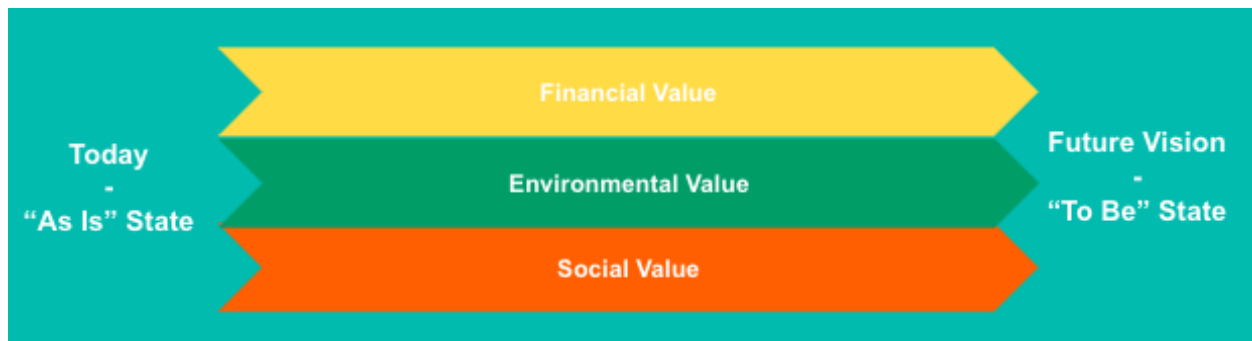 Today
-
“As Is” State
Financial Value
Environmental Value
Social Value
Future Vision
-
“To Be” State